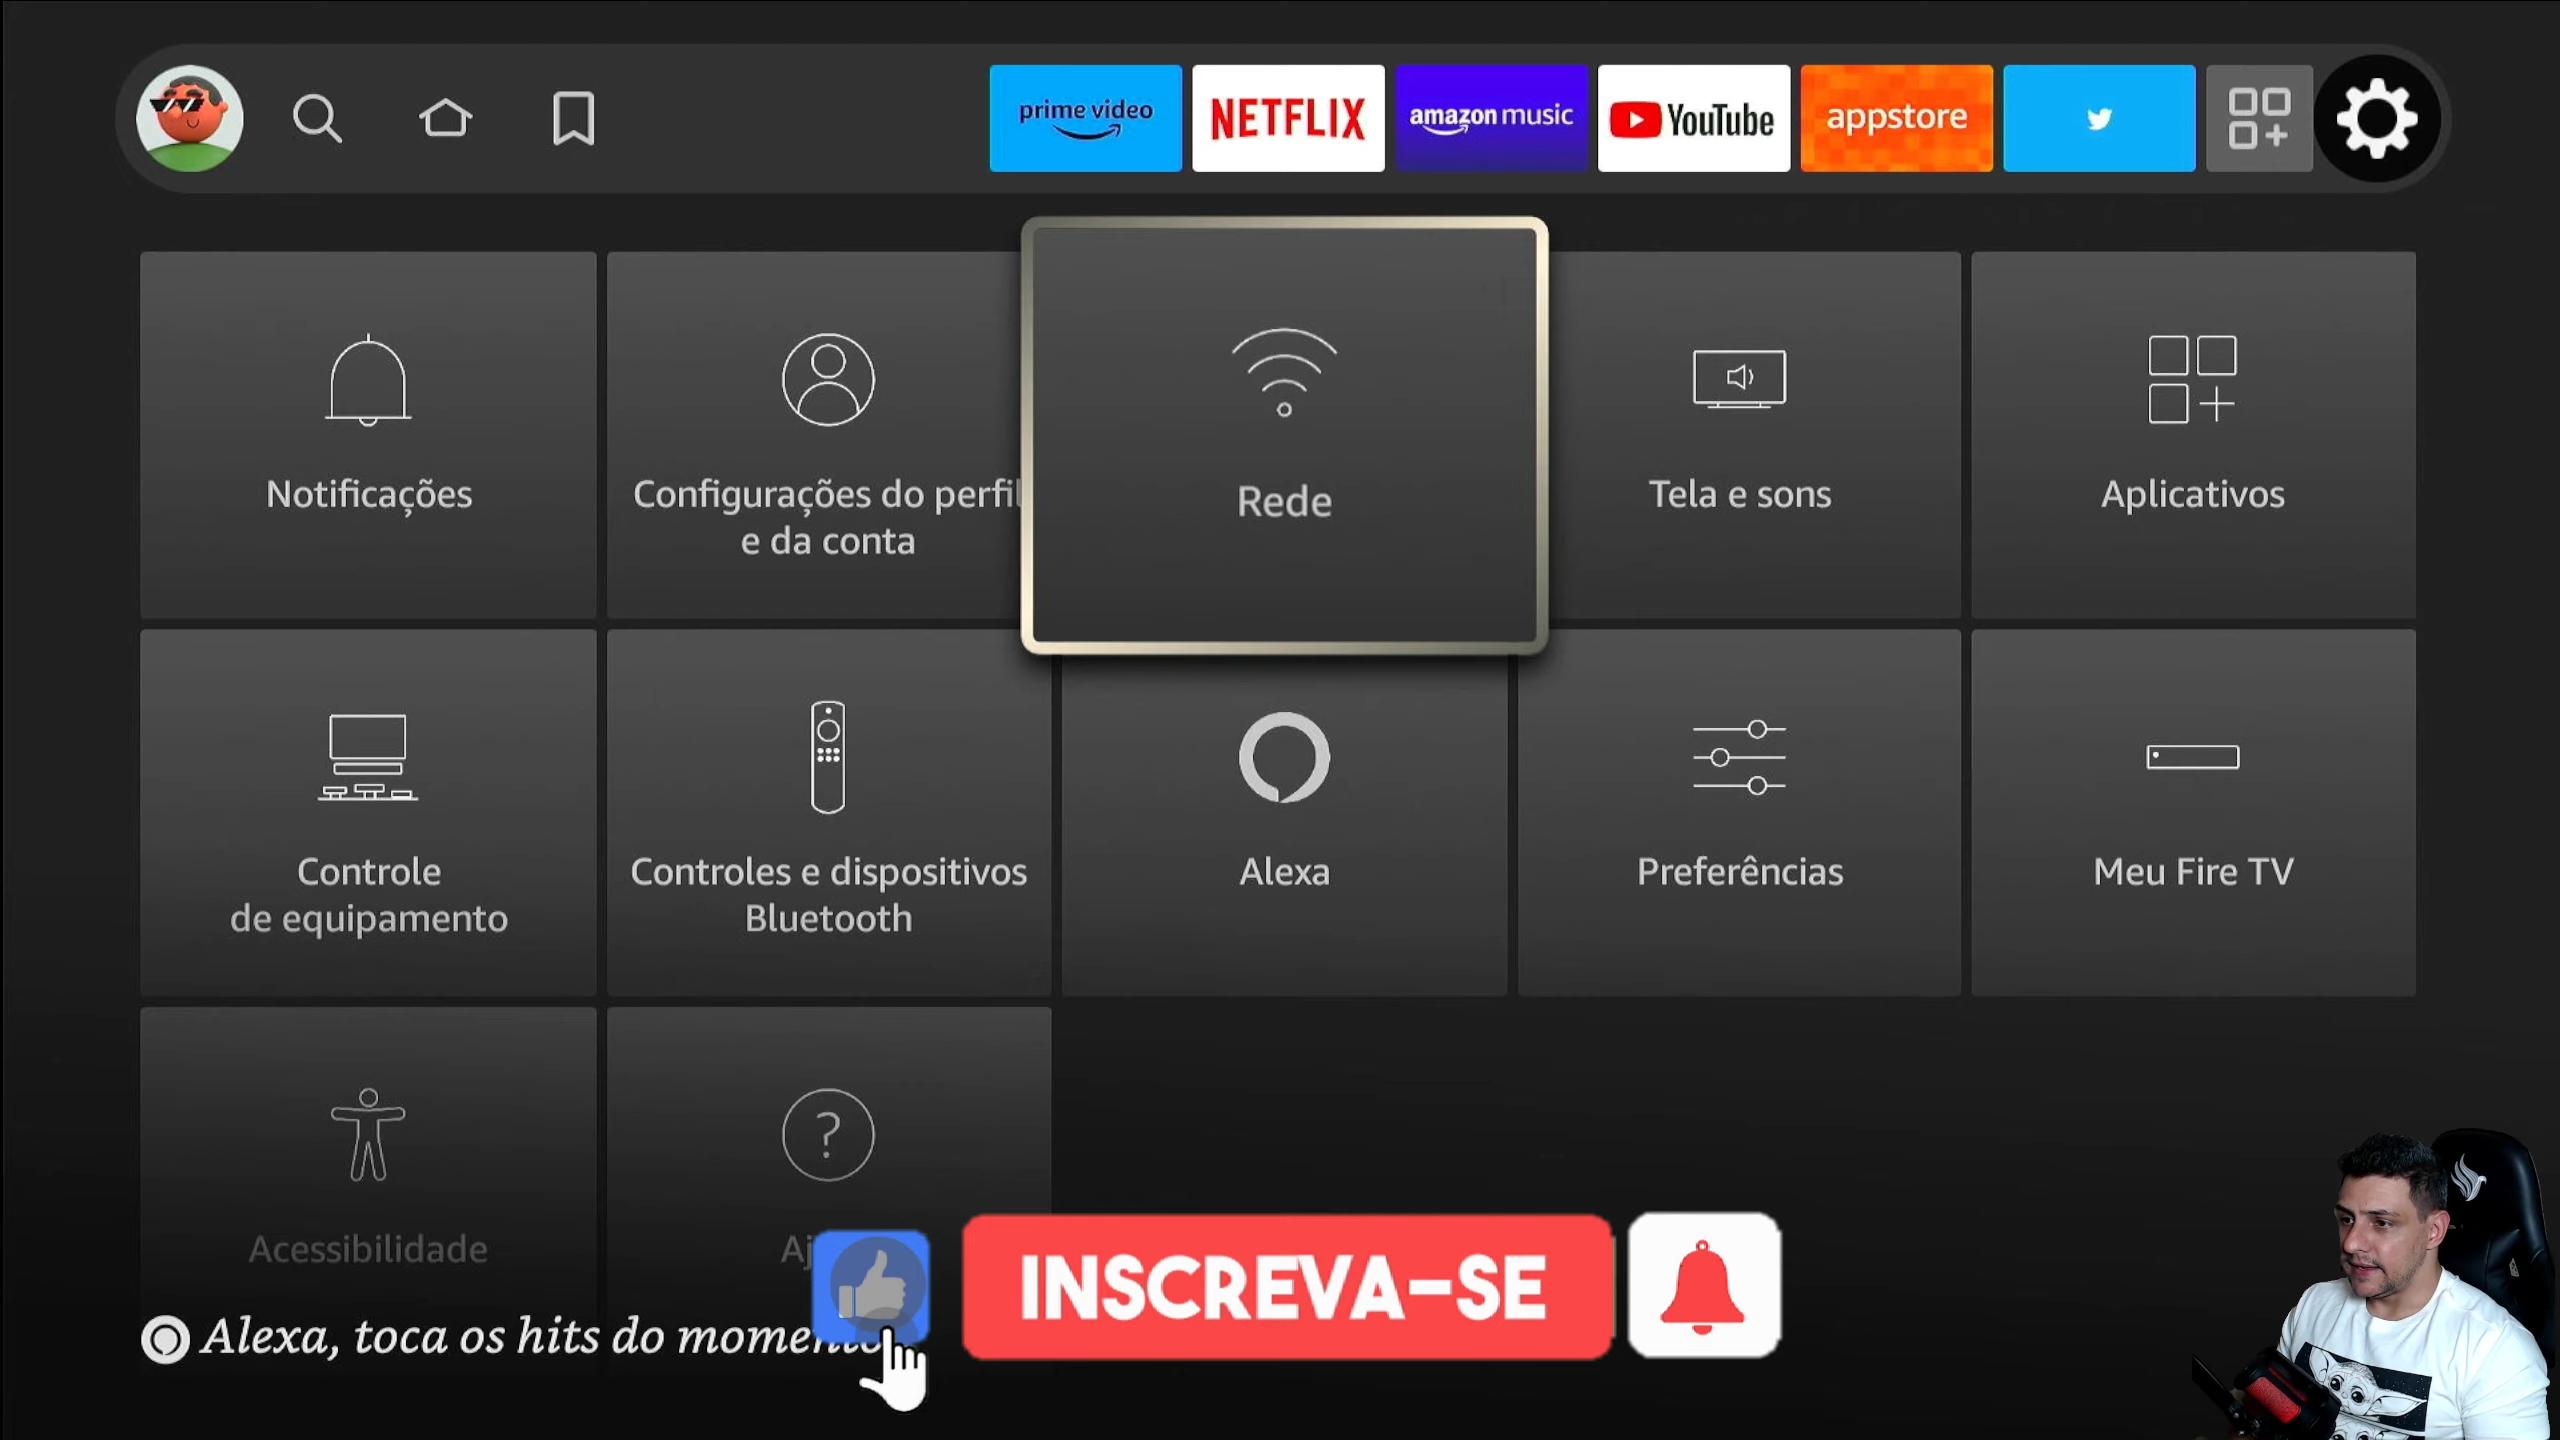 prime video
NETFLIX
amazon music
YouTube
appstore
Notificações
Configurações do perfil
e da conta
Rede
Tela e sons
Aplicativos
Controle
de equipamento
Controles e dispositivos
Bluetooth
Alexa
Preferências
Meu Fire TV
Acessibilidade
INSCREVA-SE
Alexa, toca os hits do momento